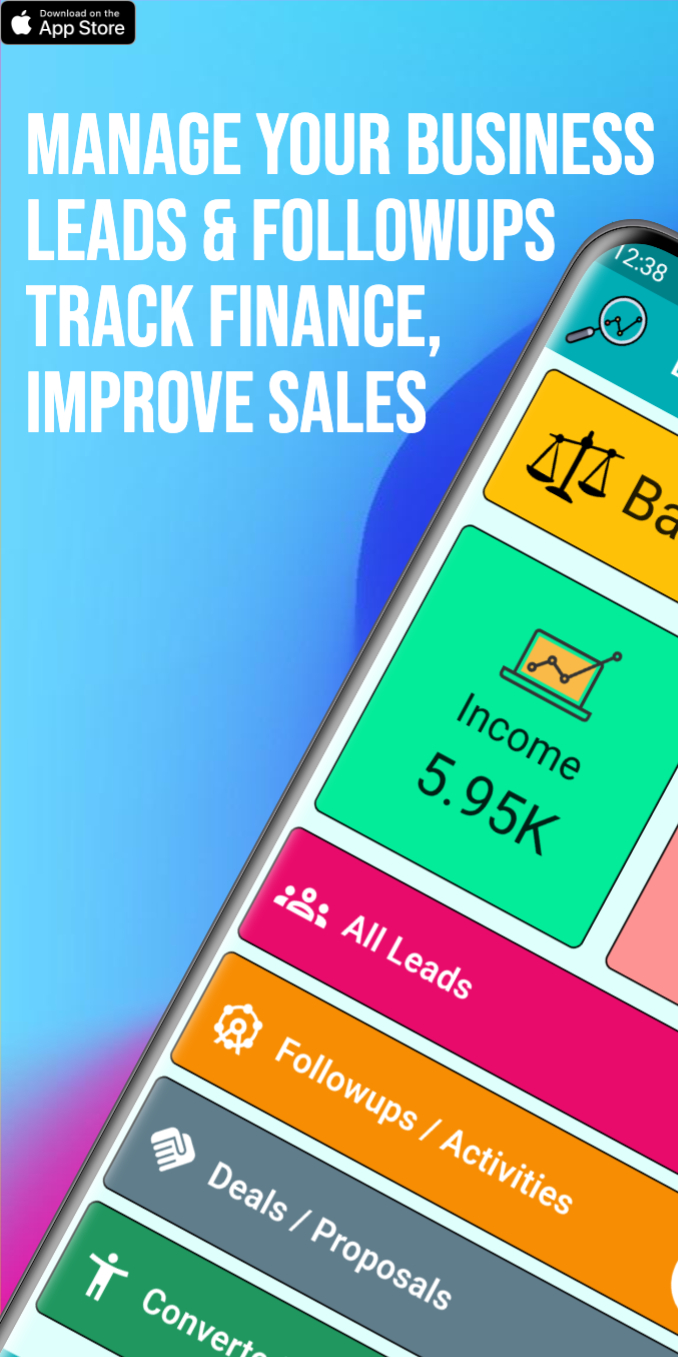 Download on the
App Store
MANAGE YOUR BUSINESS
LEADS & FOLLOWUPS
TRACK FINANCE,
IMPROVE SALES
12:38
Income
5.95K
All Leads
Followups / Activities
Deals / Proposals